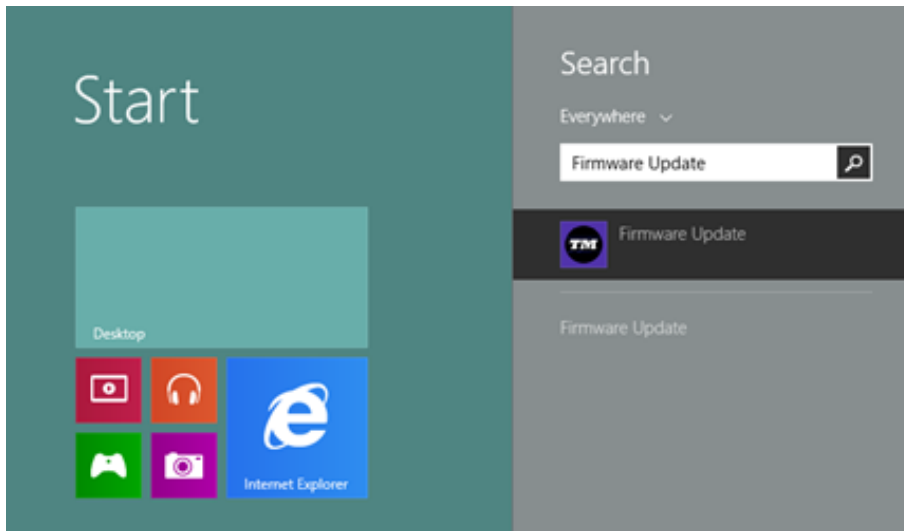 Start
Desktop
Internet Explorer
Search
Everywhere
Firmware Update
TM
Firmware Update
Firmware Update